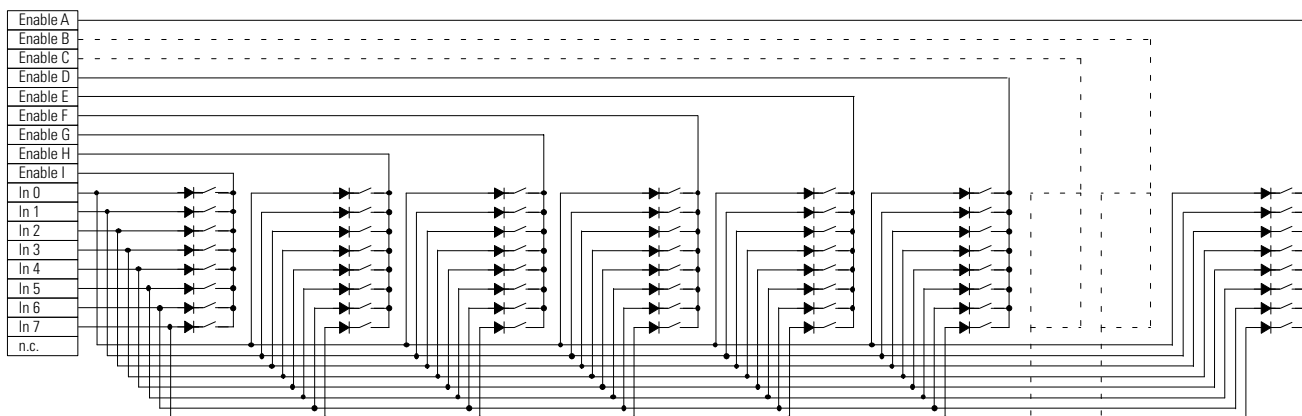 Enable A
Enable B
Enable C
Enable D
Enable E
Enable F
Enable G
Enable H
Enable I
In 0
In 1
In 2
In 3
In 4
In 5
In 6
In 7
n.c.